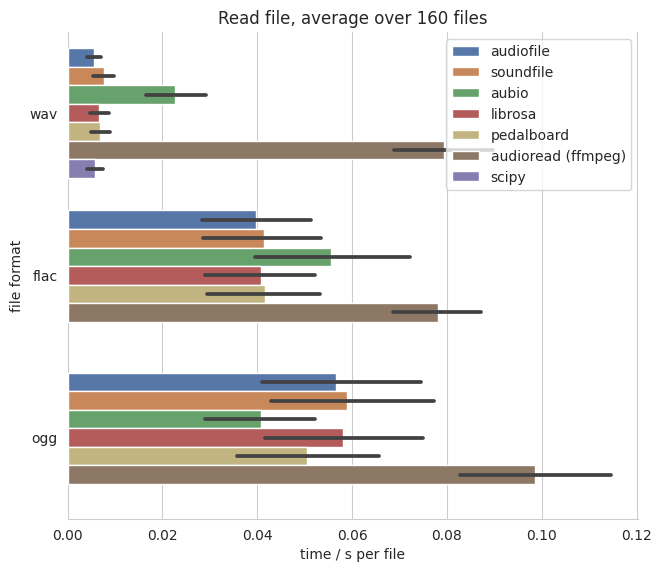 Read file, average over 160 files
audiofile
soundfile
aubio
librosa
pedalboard
audioread (ffmpeg)
scipy
wav
flac
ogg
file format
0.00 0.02 0.04 0.06 0.08 0.10 0.12
time / s per file